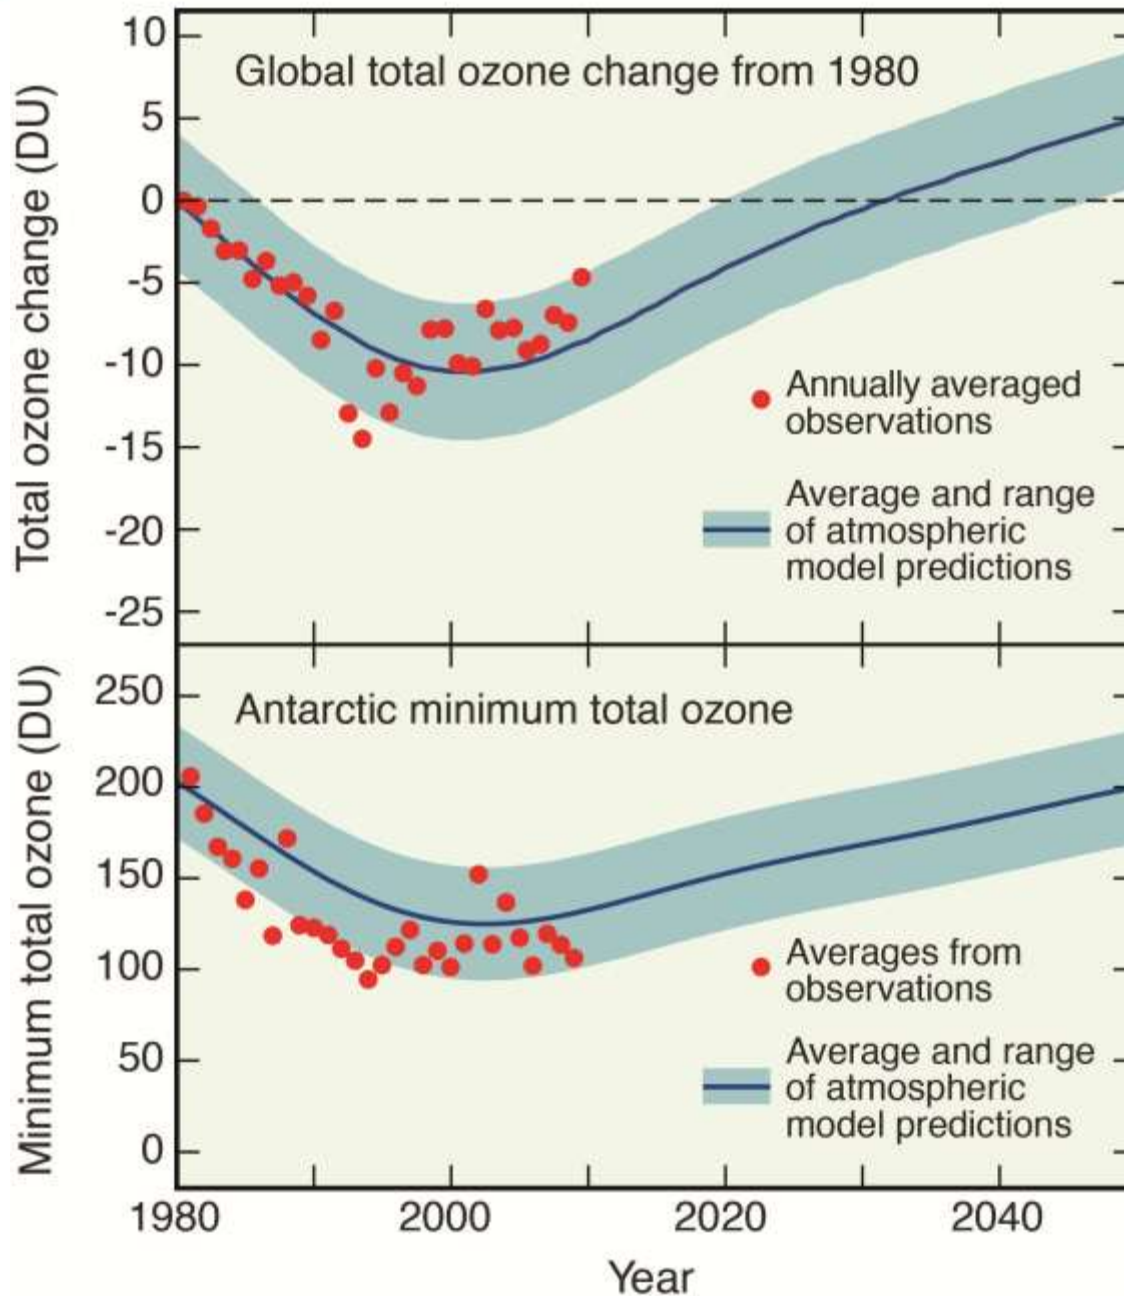 Global total ozone change from 1980
Total ozone change (DU)
10
5
0
-5
-10
-15
-20
-25
Annually averaged
observations
Average and range
of atmospheric
model predictions
Antarctic minimum total ozone
Minimum total ozone (DU)
250
200
150
100
50
0
Averages from
observations
Average and range
of atmospheric
model predictions
1980 2000 2020 2040
Year